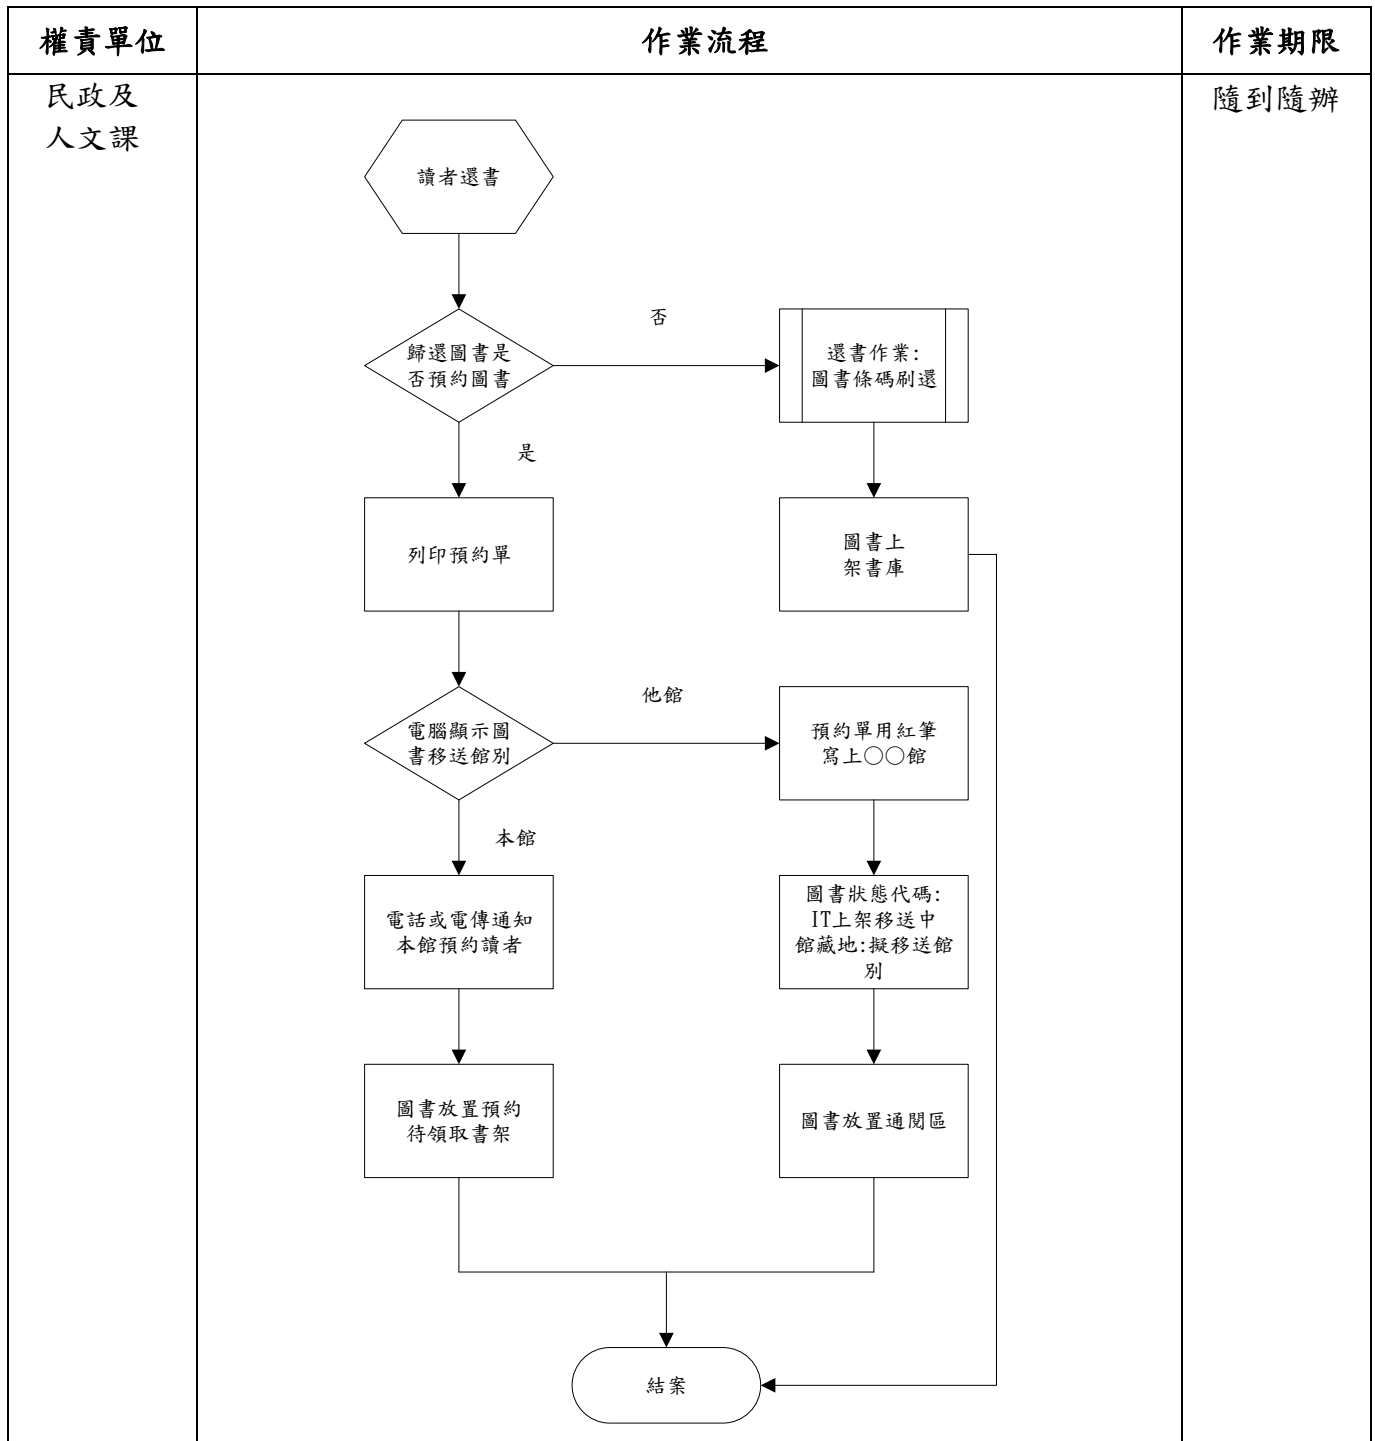 權責單位
作業流程
作業期限
民政及
人文課
隨到隨辦
讀者還書
歸還圖書是
否預約圖書
否
還書作業:
圖書條碼刷還
是
列印預約單
圖書上
架書庫
電腦顯示圖
書移送館別
他館
預約單用紅筆
寫上○○館
本館
電話或電傳通知
本館預約讀者
圖書狀態代碼:
IT上架移送中
館藏地:擬移送館
別
圖書放置預約
待領取書架
圖書放置通閱區
結案